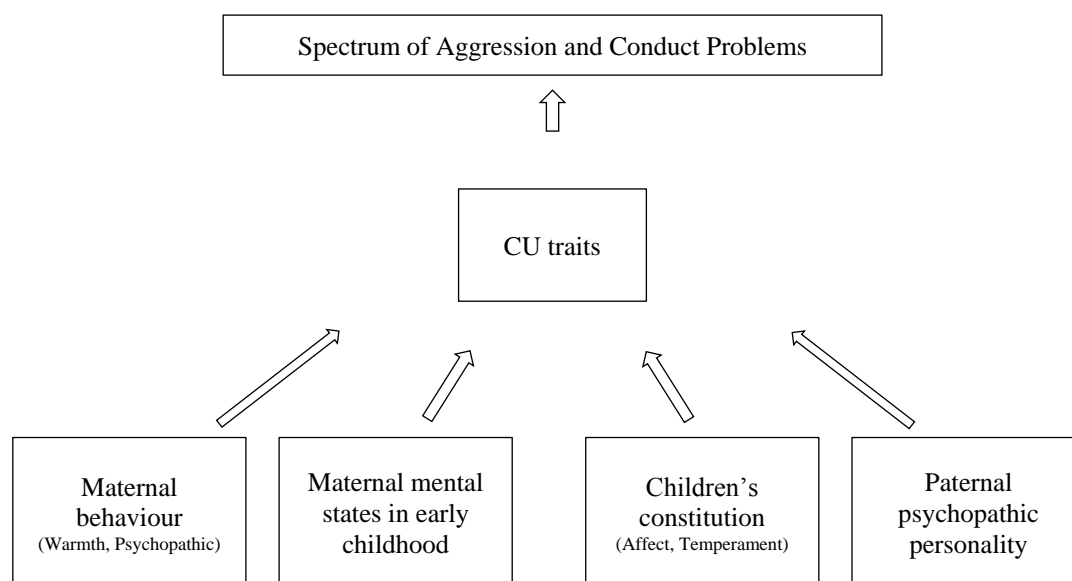 Spectrum of Aggression and Conduct Problems
CU traits
Maternal
behaviour
(Warmth, Psychopathic)
Maternal mental
states in early
childhood
Children’s
constitution
(Affect, Temperament)
Paternal
psychopathic
personality